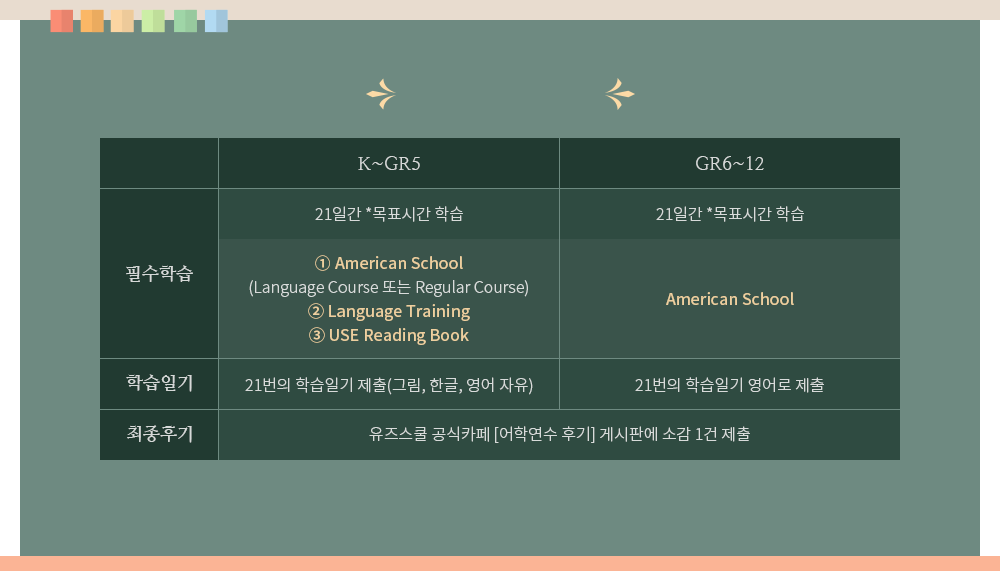 K~GR5
GR6~12
필수학습
21일간 *목표시간 학습
21일간 *목표시간 학습
① American School
(Language Course 또는 Regular Course)
② Language Training
③ USE Reading Book
American School
학습일기
21번의 학습일기 제출(그림, 한글, 영어 자유)
21번의 학습일기 영어로 제출
최종후기
유즈스쿨 공식카페 [어학연수 후기] 게시판에 소감 1건 제출